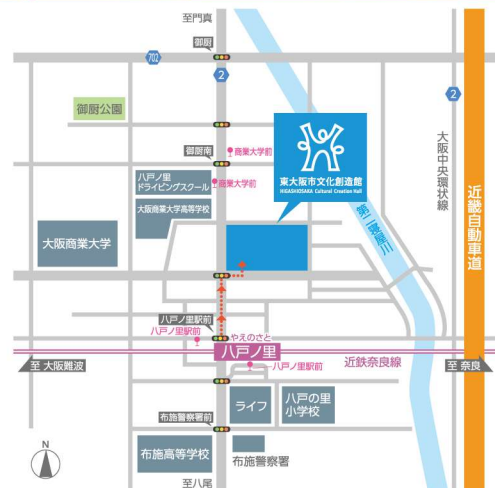 至門真
御厨
702
2
2
御厨公園
御厨南
商業大学前
八戸ノ里
ドライビングスクール
商業大学前
大阪商業大学高等学校
大阪商業大学
東大阪市文化創造館
HIGASHIOSAKA Cultural Creation Hall
第二寝屋川
大阪中央環状線
近畿自動車道
八戸ノ里駅前
八戸ノ里駅前
やえのさと
八戸ノ里
八戸ノ里駅前
近鉄奈良線
至 大阪難波
至 奈良
ライフ
八戸の里
小学校
布施警察署前
布施高等学校
布施警察署
N
至八尾